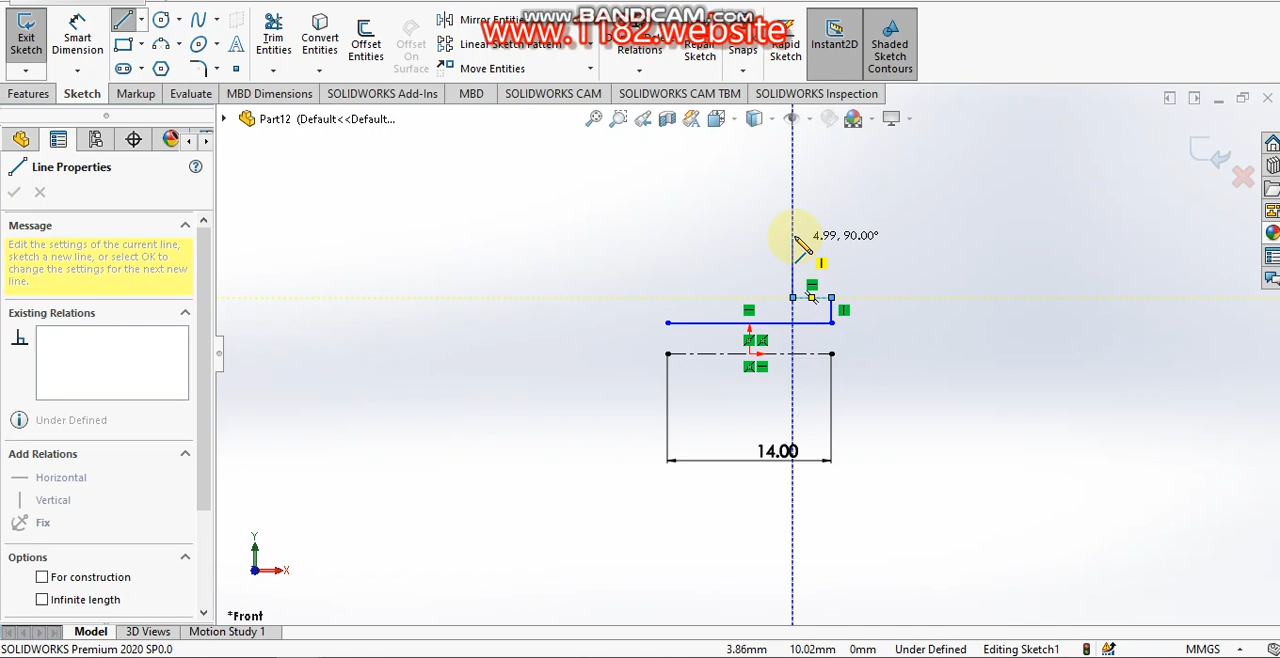 www.BANDICAM.com
www.1182.website
Exit Sketch
Smart Dimension
Trim Entities
Convert Entities
Offset Entities
Offset On Surface
Mirror Entities
Linear Sketch Pattern
Move Entities
Relations
Repair Sketch
Snaps
Rapid Sketch
Instant2D
Shaded Sketch Contours
Features
Sketch
Markup
Evaluate
MBD Dimensions
SOLIDWORKS Add-Ins
MBD
SOLIDWORKS CAM
SOLIDWORKS CAM TBM
SOLIDWORKS Inspection
Part12 (Default<<Default...
Line Properties
Message
Edit the settings of the current line,
sketch a new line, or select OK to
change the settings for the next new
line.
Existing Relations
Under Defined
Add Relations
Horizontal
Vertical
Fix
Options
For construction
Infinite length
4.99, 90.00°
14.00
Y
X
*Front
Model
3D Views
Motion Study 1
SOLIDWORKS Premium 2020 SP0.0
3.86mm
10.02mm
0mm
Under Defined
Editing Sketch1
MMGS